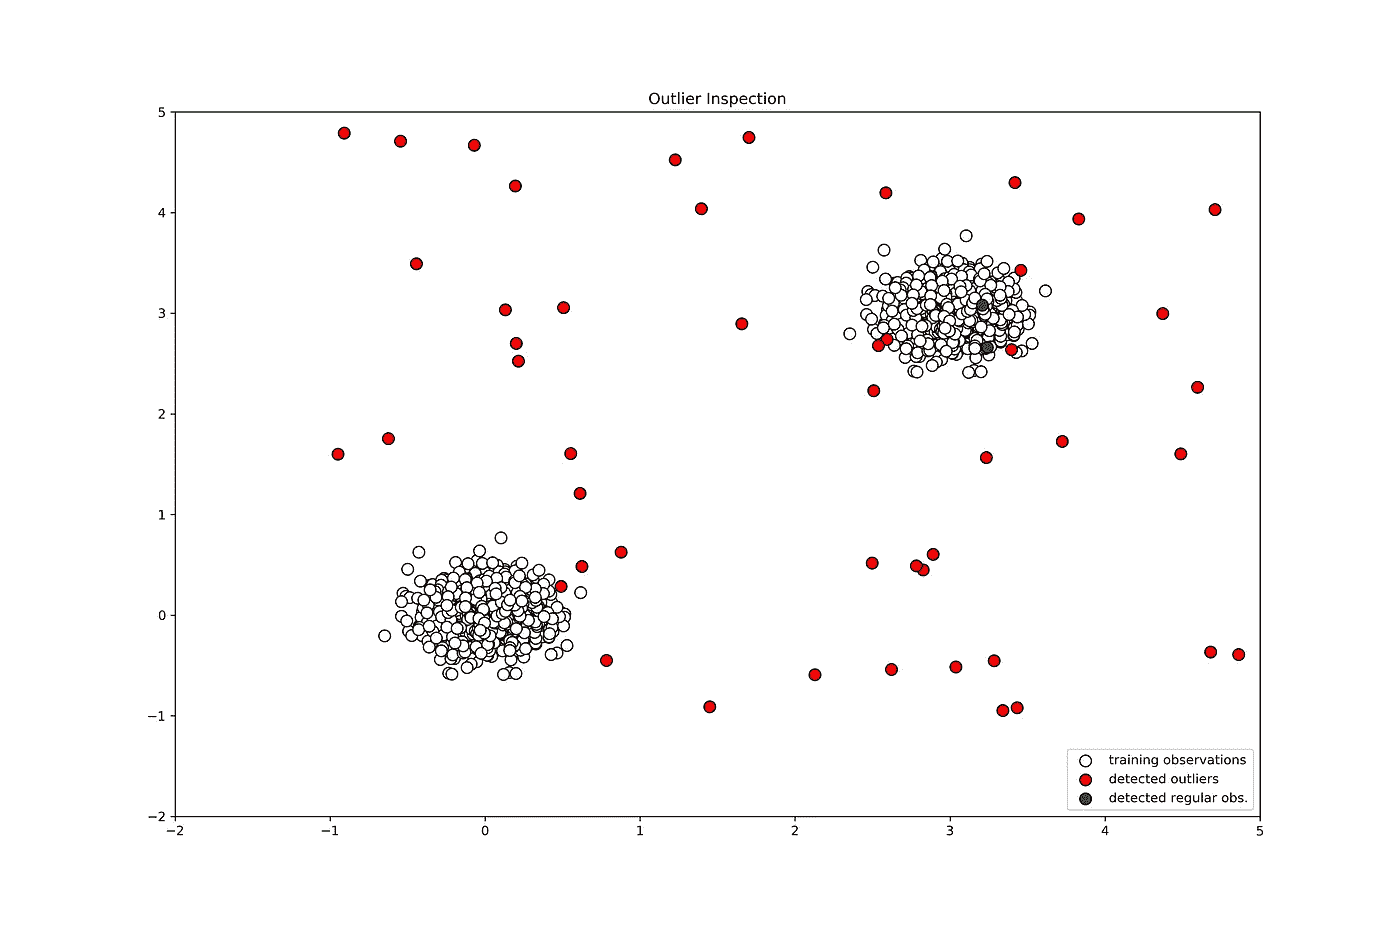 Outlier Inspection
5
4
3
2
1
0
−1
−2
−2 −1 0 1 2 3 4 5
training observations
detected outliers
detected regular obs.